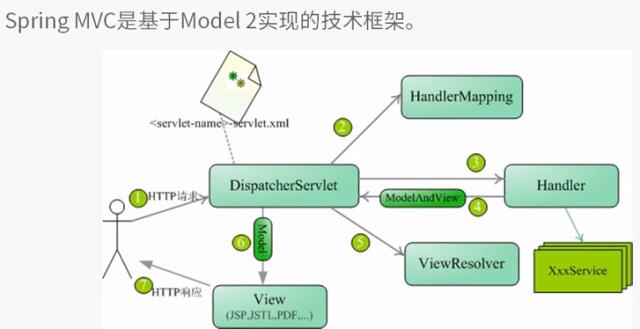 Spring MVC是基于Model 2实现的技术框架。
<servlet-name>-servlet.xml
2
HandlerMapping
3
1
HTTP请求
DispatcherServlet
ModelAndView
Handler
4
6
Model
5
ViewResolver
XxxService
7
HTTP响应
View
(JSP,JSTL,PDF,...)